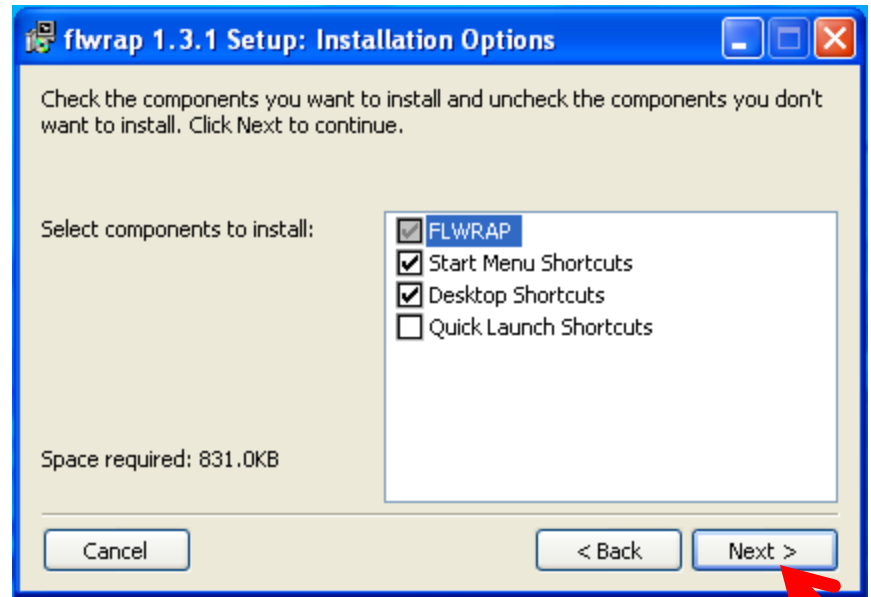 flwrap 1.3.1 Setup: Installation Options
Check the components you want to install and uncheck the components you don't
want to install. Click Next to continue.
Select components to install:
FLWRAP
Start Menu Shortcuts
Desktop Shortcuts
Quick Launch Shortcuts
Space required: 831.0KB
Cancel
< Back
Next >